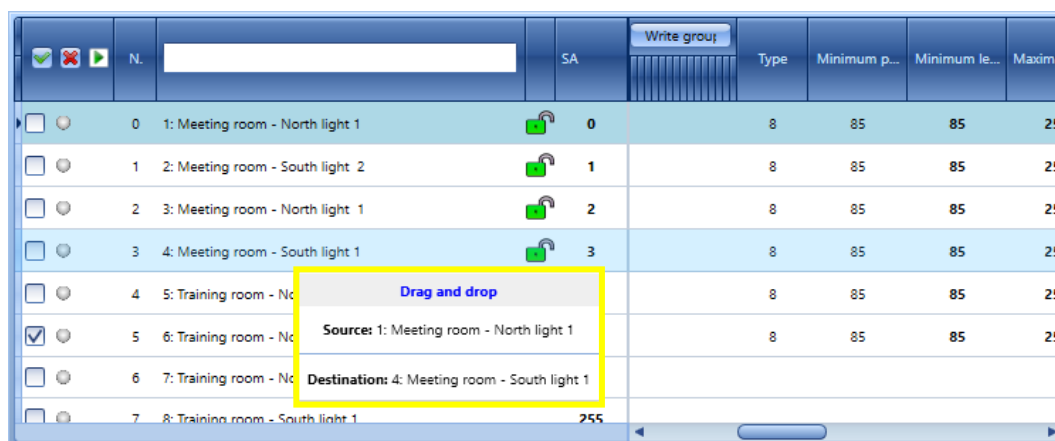 N. SA Write group Type Minimum p... Minimum le... Maxim
0 1: Meeting room - North light 1 0 8 85 85 25
1 2: Meeting room - South light  2 1 8 85 85 25
2 3: Meeting room - North light  1 2 8 85 85 25
3 4: Meeting room - South light 1 3 8 85 85 25
4 5: Training room - No 8 85 85 25
5 6: Training room - No 8 85 85 25
6 7: Training room - No
7 8: Training room - South light 1 255
Drag and drop
Source: 1: Meeting room - North light 1
Destination: 4: Meeting room - South light 1